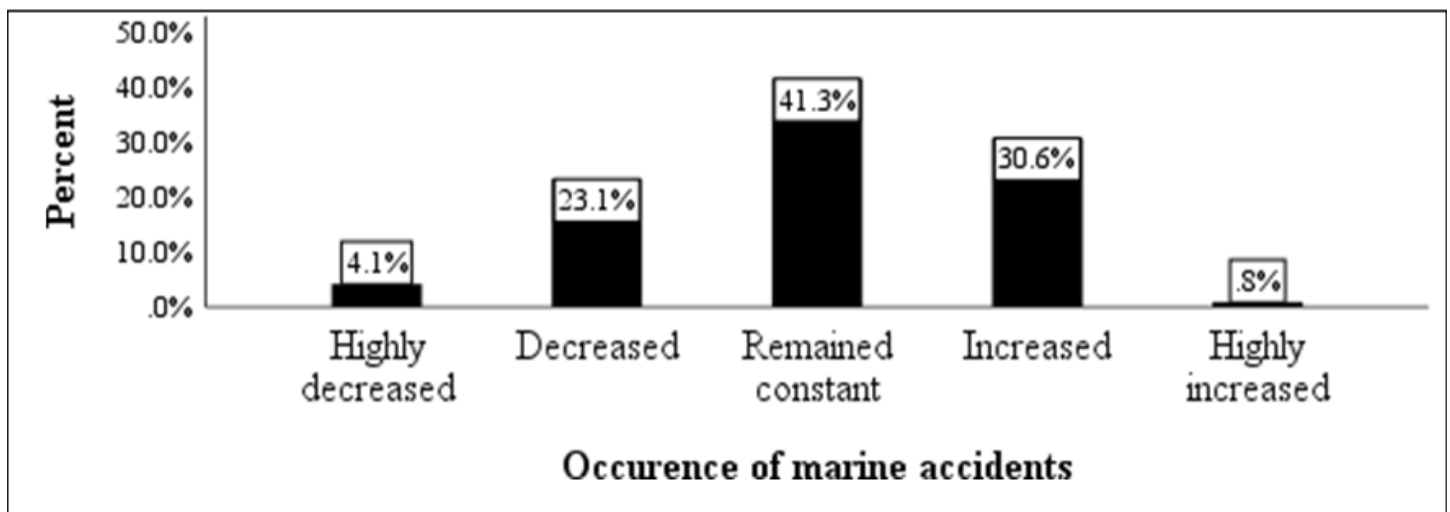 50.0%
40.0%
30.0%
20.0%
10.0%
.0%
Percent
4.1%
23.1%
41.3%
30.6%
.8%
Highly
decreased
Decreased
Remained
constant
Increased
Highly
increased
Occurence of marine accidents